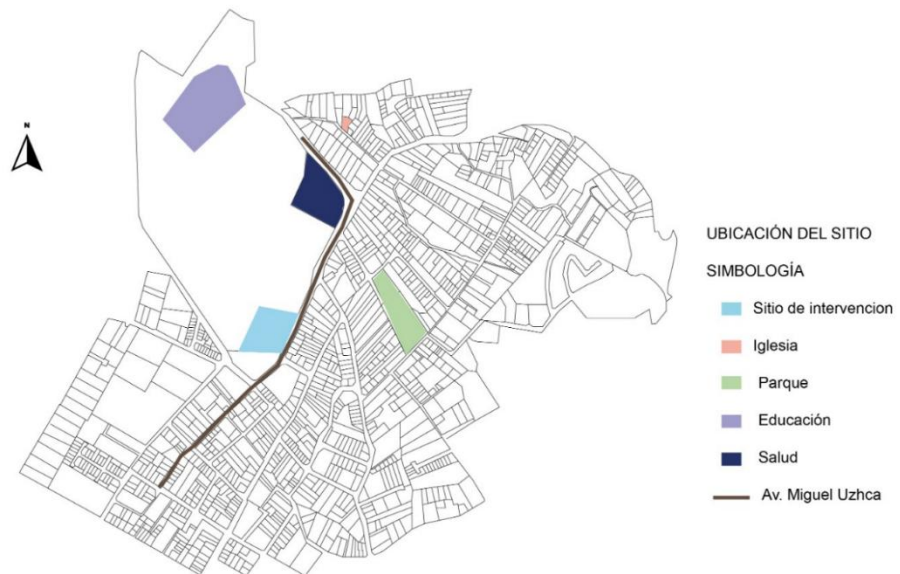 N
UBICACIÓN DEL SITIO
SIMBOLOGÍA
Sitio de intervencion
Iglesia
Parque
Educación
Salud
Av. Miguel Uzhca